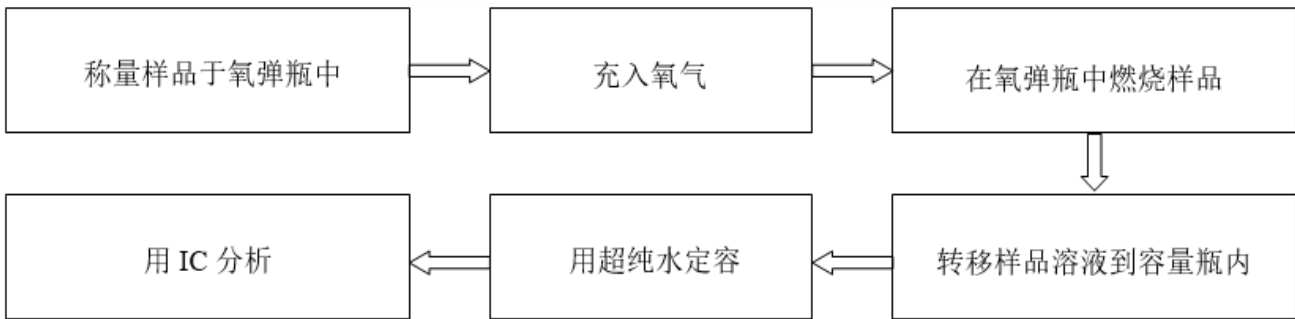 称量样品于氧弹瓶中
充入氧气
在氧弹瓶中燃烧样品
转移样品溶液到容量瓶内
用超纯水定容
用 IC 分析